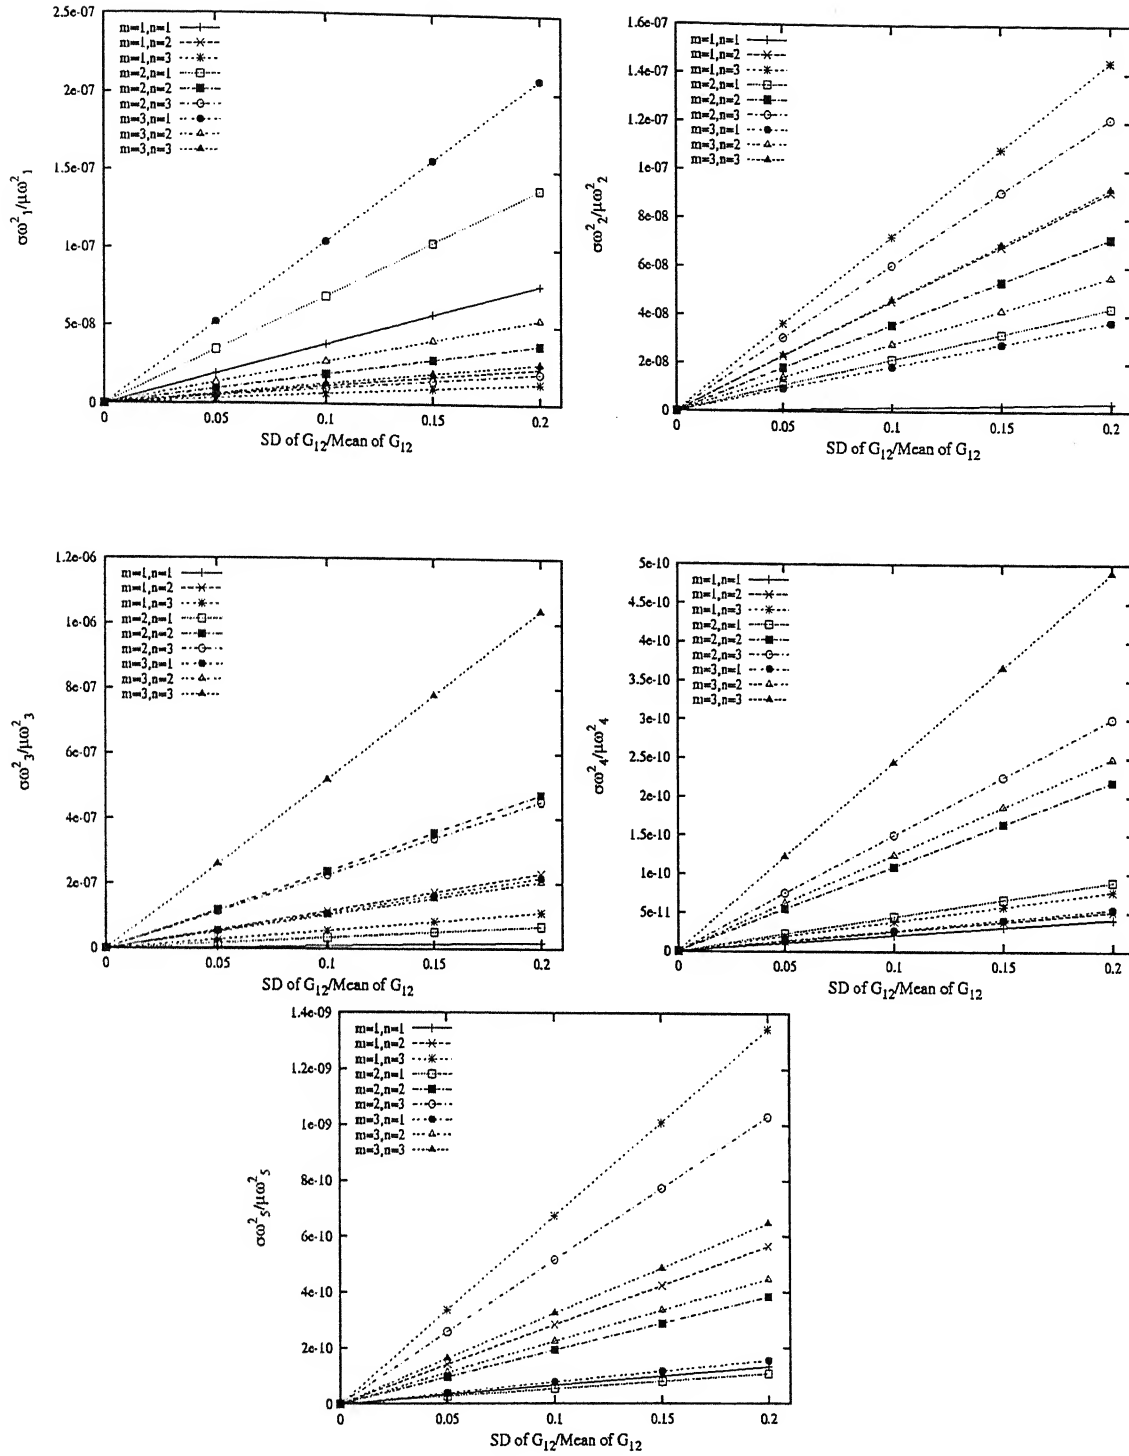 2.5e-07
2e-07
1.5e-07
1e-07
5e-08
0
m=1,n=1
m=1,n=2
m=1,n=3
m=2,n=1
m=2,n=2
m=2,n=3
m=3,n=1
m=3,n=2
m=3,n=3
σω²₁/μω²₁
0 0.05 0.1 0.15 0.2
SD of G₁₂/Mean of G₁₂
1.6e-07
1.4e-07
1.2e-07
1e-07
8e-08
6e-08
4e-08
2e-08
0
m=1,n=1
m=1,n=2
m=1,n=3
m=2,n=1
m=2,n=2
m=2,n=3
m=3,n=1
m=3,n=2
m=3,n=3
σω²₂/μω²₂
0 0.05 0.1 0.15 0.2
SD of G₁₂/Mean of G₁₂
1.2e-06
1e-06
8e-07
6e-07
4e-07
2e-07
0
m=1,n=1
m=1,n=2
m=1,n=3
m=2,n=1
m=2,n=2
m=2,n=3
m=3,n=1
m=3,n=2
m=3,n=3
σω²₃/μω²₃
0 0.05 0.1 0.15 0.2
SD of G₁₂/Mean of G₁₂
5e-10
4.5e-10
4e-10
3.5e-10
3e-10
2.5e-10
2e-10
1.5e-10
1e-10
5e-11
0
m=1,n=1
m=1,n=2
m=1,n=3
m=2,n=1
m=2,n=2
m=2,n=3
m=3,n=1
m=3,n=2
m=3,n=3
σω²₄/μω²₄
0 0.05 0.1 0.15 0.2
SD of G₁₂/Mean of G₁₂
1.4e-09
1.2e-09
1e-09
8e-10
6e-10
4e-10
2e-10
0
m=1,n=1
m=1,n=2
m=1,n=3
m=2,n=1
m=2,n=2
m=2,n=3
m=3,n=1
m=3,n=2
m=3,n=3
σω²₅/μω²₅
0 0.05 0.1 0.15 0.2
SD of G₁₂/Mean of G₁₂